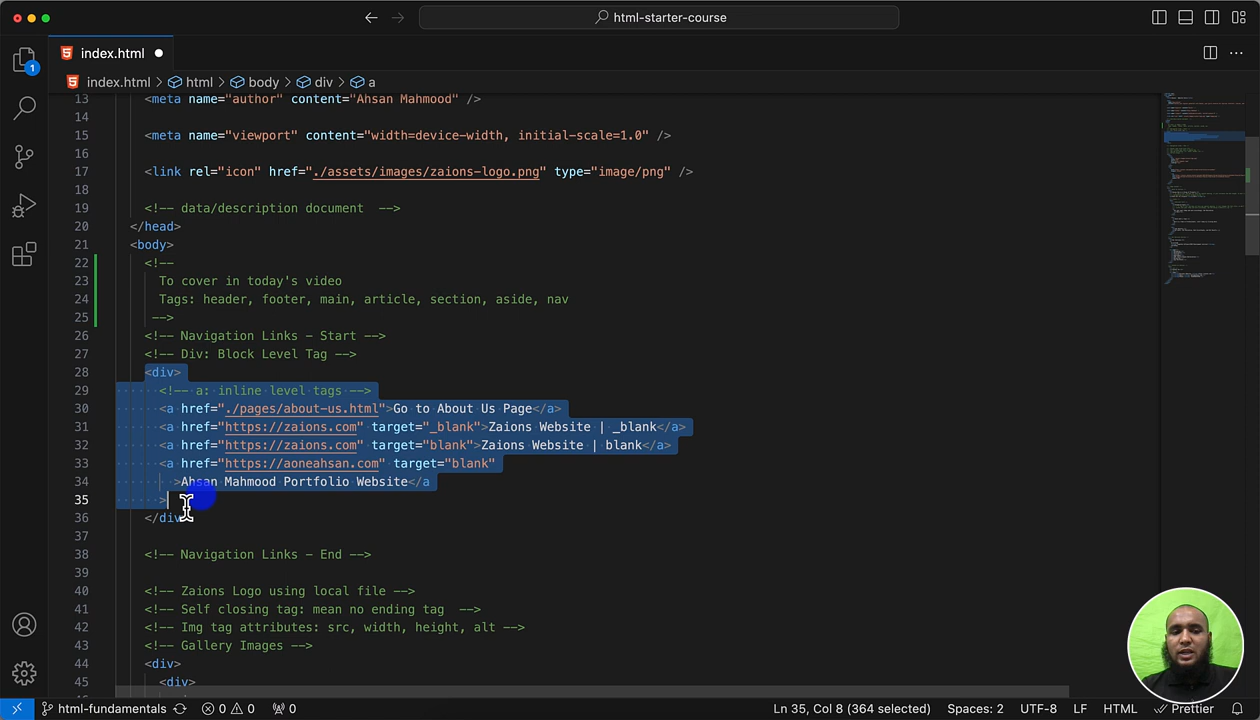 html-starter-course
1
index.html
index.html > html > body > div > a
13 <meta name="author" content="Ahsan Mahmood" />
14
15 <meta name="viewport" content="width=device-width, initial-scale=1.0" />
16
17 <link rel="icon" href="./assets/images/zaions-logo.png" type="image/png" />
18
19 <!-- data/description document -->
20 </head>
21 <body>
22 <!--
23 To cover in today's video
24 Tags: header, footer, main, article, section, aside, nav
25 -->
26 <!-- Navigation Links - Start -->
27 <!-- Div: Block Level Tag -->
28 <div>
29 <!-- a: inline level tags -->
30 <a href="./pages/about-us.html">Go to About Us Page</a>
31 <a href="https://zaions.com" target="_blank">Zaions Website | _blank</a>
32 <a href="https://zaions.com" target="blank">Zaions Website | blank</a>
33 <a href="https://aoneahsan.com" target="blank"
34 >Ahsan Mahmood Portfolio Website</a
35 >
36 </div
37
38 <!-- Navigation Links - End -->
39
40 <!-- Zaions Logo using local file -->
41 <!-- Self closing tag: mean no ending tag -->
42 <!-- Img tag attributes: src, width, height, alt -->
43 <!-- Gallery Images -->
44 <div>
45 <div>
html-fundamentals 0 0 0 Ln 35, Col 8 (364 selected) Spaces: 2 UTF-8 LF HTML Prettier